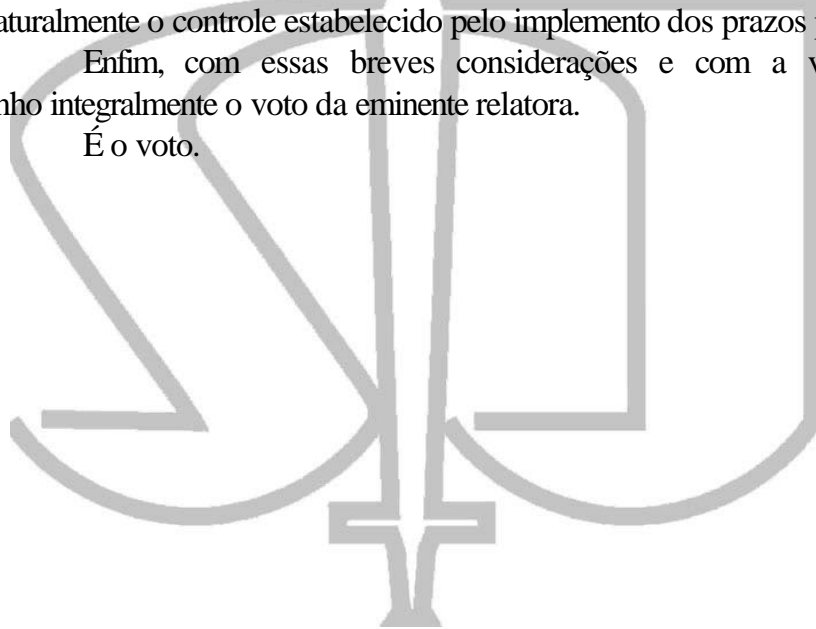 aturalmente o controle estabelecido pelo implemento dos prazos
Enfim, com essas breves considerações e com a
nho integralmente o voto da eminente relatora.
É o voto.